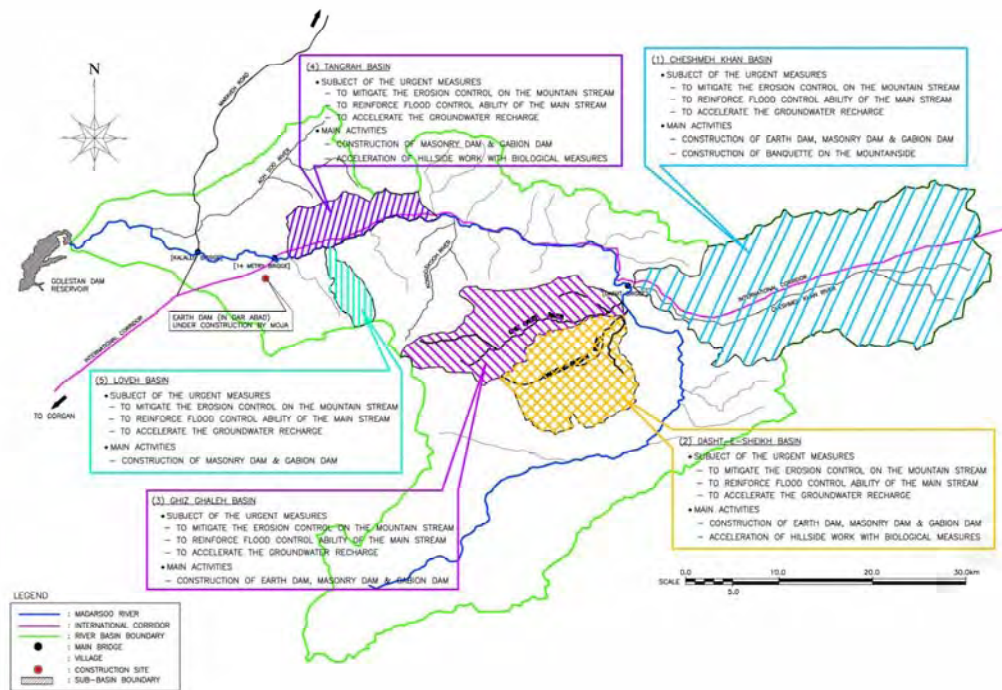 N
MARAVEH ROAD
(4) TANGRAH BASIN
• SUBJECT OF THE URGENT MEASURES
– TO MITIGATE THE EROSION CONTROL ON THE MOUNTAIN STREAM
– TO REINFORCE FLOOD CONTROL ABILITY OF THE MAIN STREAM
– TO ACCELERATE THE GROUNDWATER RECHARGE
• MAIN ACTIVITIES
– CONSTRUCTION OF MASONRY DAM & GABION DAM
– ACCELERATION OF HILLSIDE WORK WITH BIOLOGICAL MEASURES
(1) CHESHMEH KHAN BASIN
• SUBJECT OF THE URGENT MEASURES
– TO MITIGATE THE EROSION CONTROL ON THE MOUNTAIN STREAM
– TO REINFORCE FLOOD CONTROL ABILITY OF THE MAIN STREAM
– TO ACCELERATE THE GROUNDWATER RECHARGE
• MAIN ACTIVITIES
– CONSTRUCTION OF EARTH DAM, MASONRY DAM & GABION DAM
– CONSTRUCTION OF BANQUETTE ON THE MOUNTAINSIDE
RIVER
GOLESTAN DAM
RESERVOIR
[14 METRY BRIDGE]
INTERNATIONAL CORRIDOR
CHESHMEH KHAN RIVER
EARTH DAM (IN QAR ABAD)
UNDER CONSTRUCTION BY MOJA
INTERNATIONAL CORRIDOR
TO GORGAN
(5) LOVEH BASIN
• SUBJECT OF THE URGENT MEASURES
– TO MITIGATE THE EROSION CONTROL ON THE MOUNTAIN STREAM
– TO REINFORCE FLOOD CONTROL ABILITY OF THE MAIN STREAM
– TO ACCELERATE THE GROUNDWATER RECHARGE
• MAIN ACTIVITIES
– CONSTRUCTION OF MASONRY DAM & GABION DAM
(2) DASHT-E-SHEIKH BASIN
• SUBJECT OF THE URGENT MEASURES
– TO MITIGATE THE EROSION CONTROL ON THE MOUNTAIN STREAM
– TO REINFORCE FLOOD CONTROL ABILITY OF THE MAIN STREAM
– TO ACCELERATE THE GROUNDWATER RECHARGE
• MAIN ACTIVITIES
– CONSTRUCTION OF EARTH DAM, MASONRY DAM & GABION DAM
– ACCELERATION OF HILLSIDE WORK WITH BIOLOGICAL MEASURES
(3) GHIZ GHALEH BASIN
• SUBJECT OF THE URGENT MEASURES
– TO MITIGATE THE EROSION CONTROL ON THE MOUNTAIN STREAM
– TO REINFORCE FLOOD CONTROL ABILITY OF THE MAIN STREAM
– TO ACCELERATE THE GROUNDWATER RECHARGE
• MAIN ACTIVITIES
– CONSTRUCTION OF EARTH DAM, MASONRY DAM & GABION DAM
SCALE 0.0 5.0 10.0 20.0 30.0km
LEGEND
: MADARSOO RIVER
: INTERNATIONAL CORRIDOR
: RIVER BASIN BOUNDARY
: MAIN BRIDGE
: VILLAGE
: CONSTRUCTION SITE
: SUB-BASIN BOUNDARY